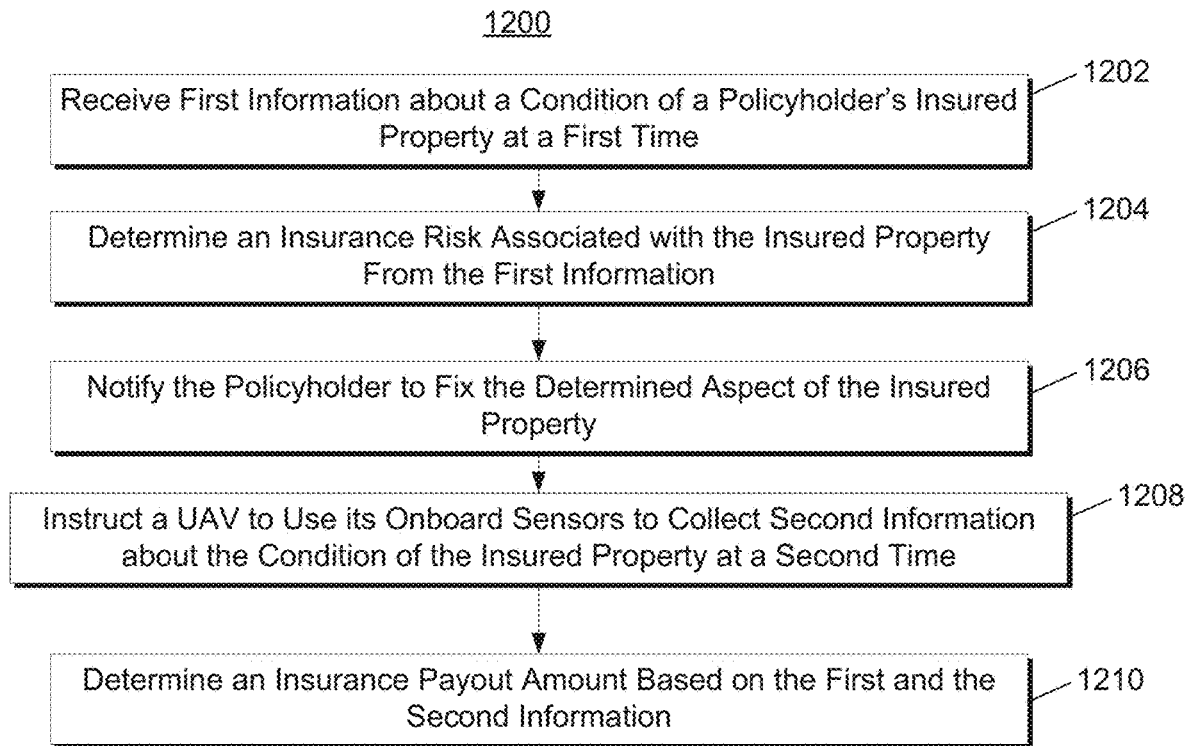 1200
1202
Receive First Information about a Condition of a Policyholder's Insured
Property at a First Time
1204
Determine an Insurance Risk Associated with the Insured Property
From the First Information
1206
Notify the Policyholder to Fix the Determined Aspect of the Insured
Property
1208
Instruct a UAV to Use its Onboard Sensors to Collect Second Information
about the Condition of the Insured Property at a Second Time
Determine an Insurance Payout Amount Based on the First and the
1210
Second Information